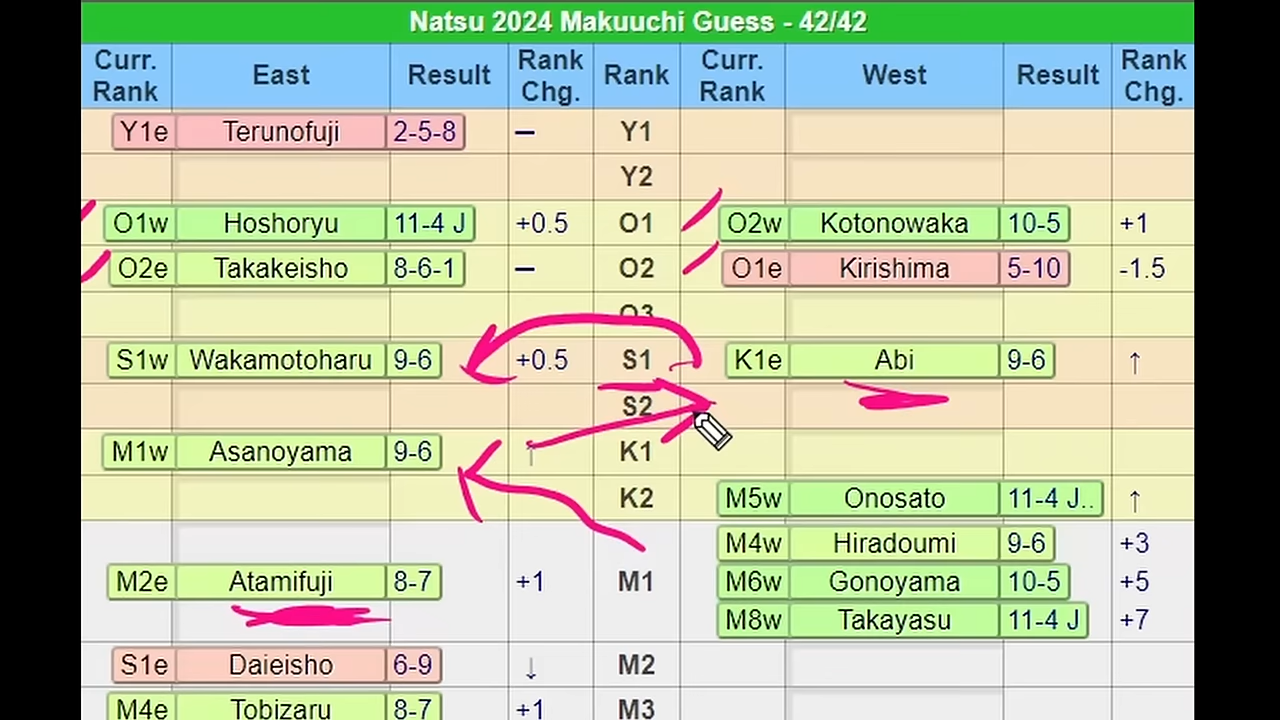 Natsu 2024 Makuuchi Guess - 42/42
Curr. Rank East Result Rank Chg. Rank Curr. Rank West Result Rank Chg.
Y1e Terunofuji 2-5-8 – Y1
Y2
O1w Hoshoryu 11-4 J +0.5 O1 O2w Kotonowaka 10-5 +1
O2e Takakeisho 8-6-1 – O2 O1e Kirishima 5-10 -1.5
O3
S1w Wakamotoharu 9-6 +0.5 S1 K1e Abi 9-6 ↑
S2
M1w Asanoyama 9-6 ↑ K1
K2 M5w Onosato 11-4 J.. ↑
M4w Hiradoumi 9-6 +3
M2e Atamifuji 8-7 +1 M1 M6w Gonoyama 10-5 +5
M8w Takayasu 11-4 J +7
S1e Daieisho 6-9 ↓ M2
M4e Tobizaru 8-7 +1 M3